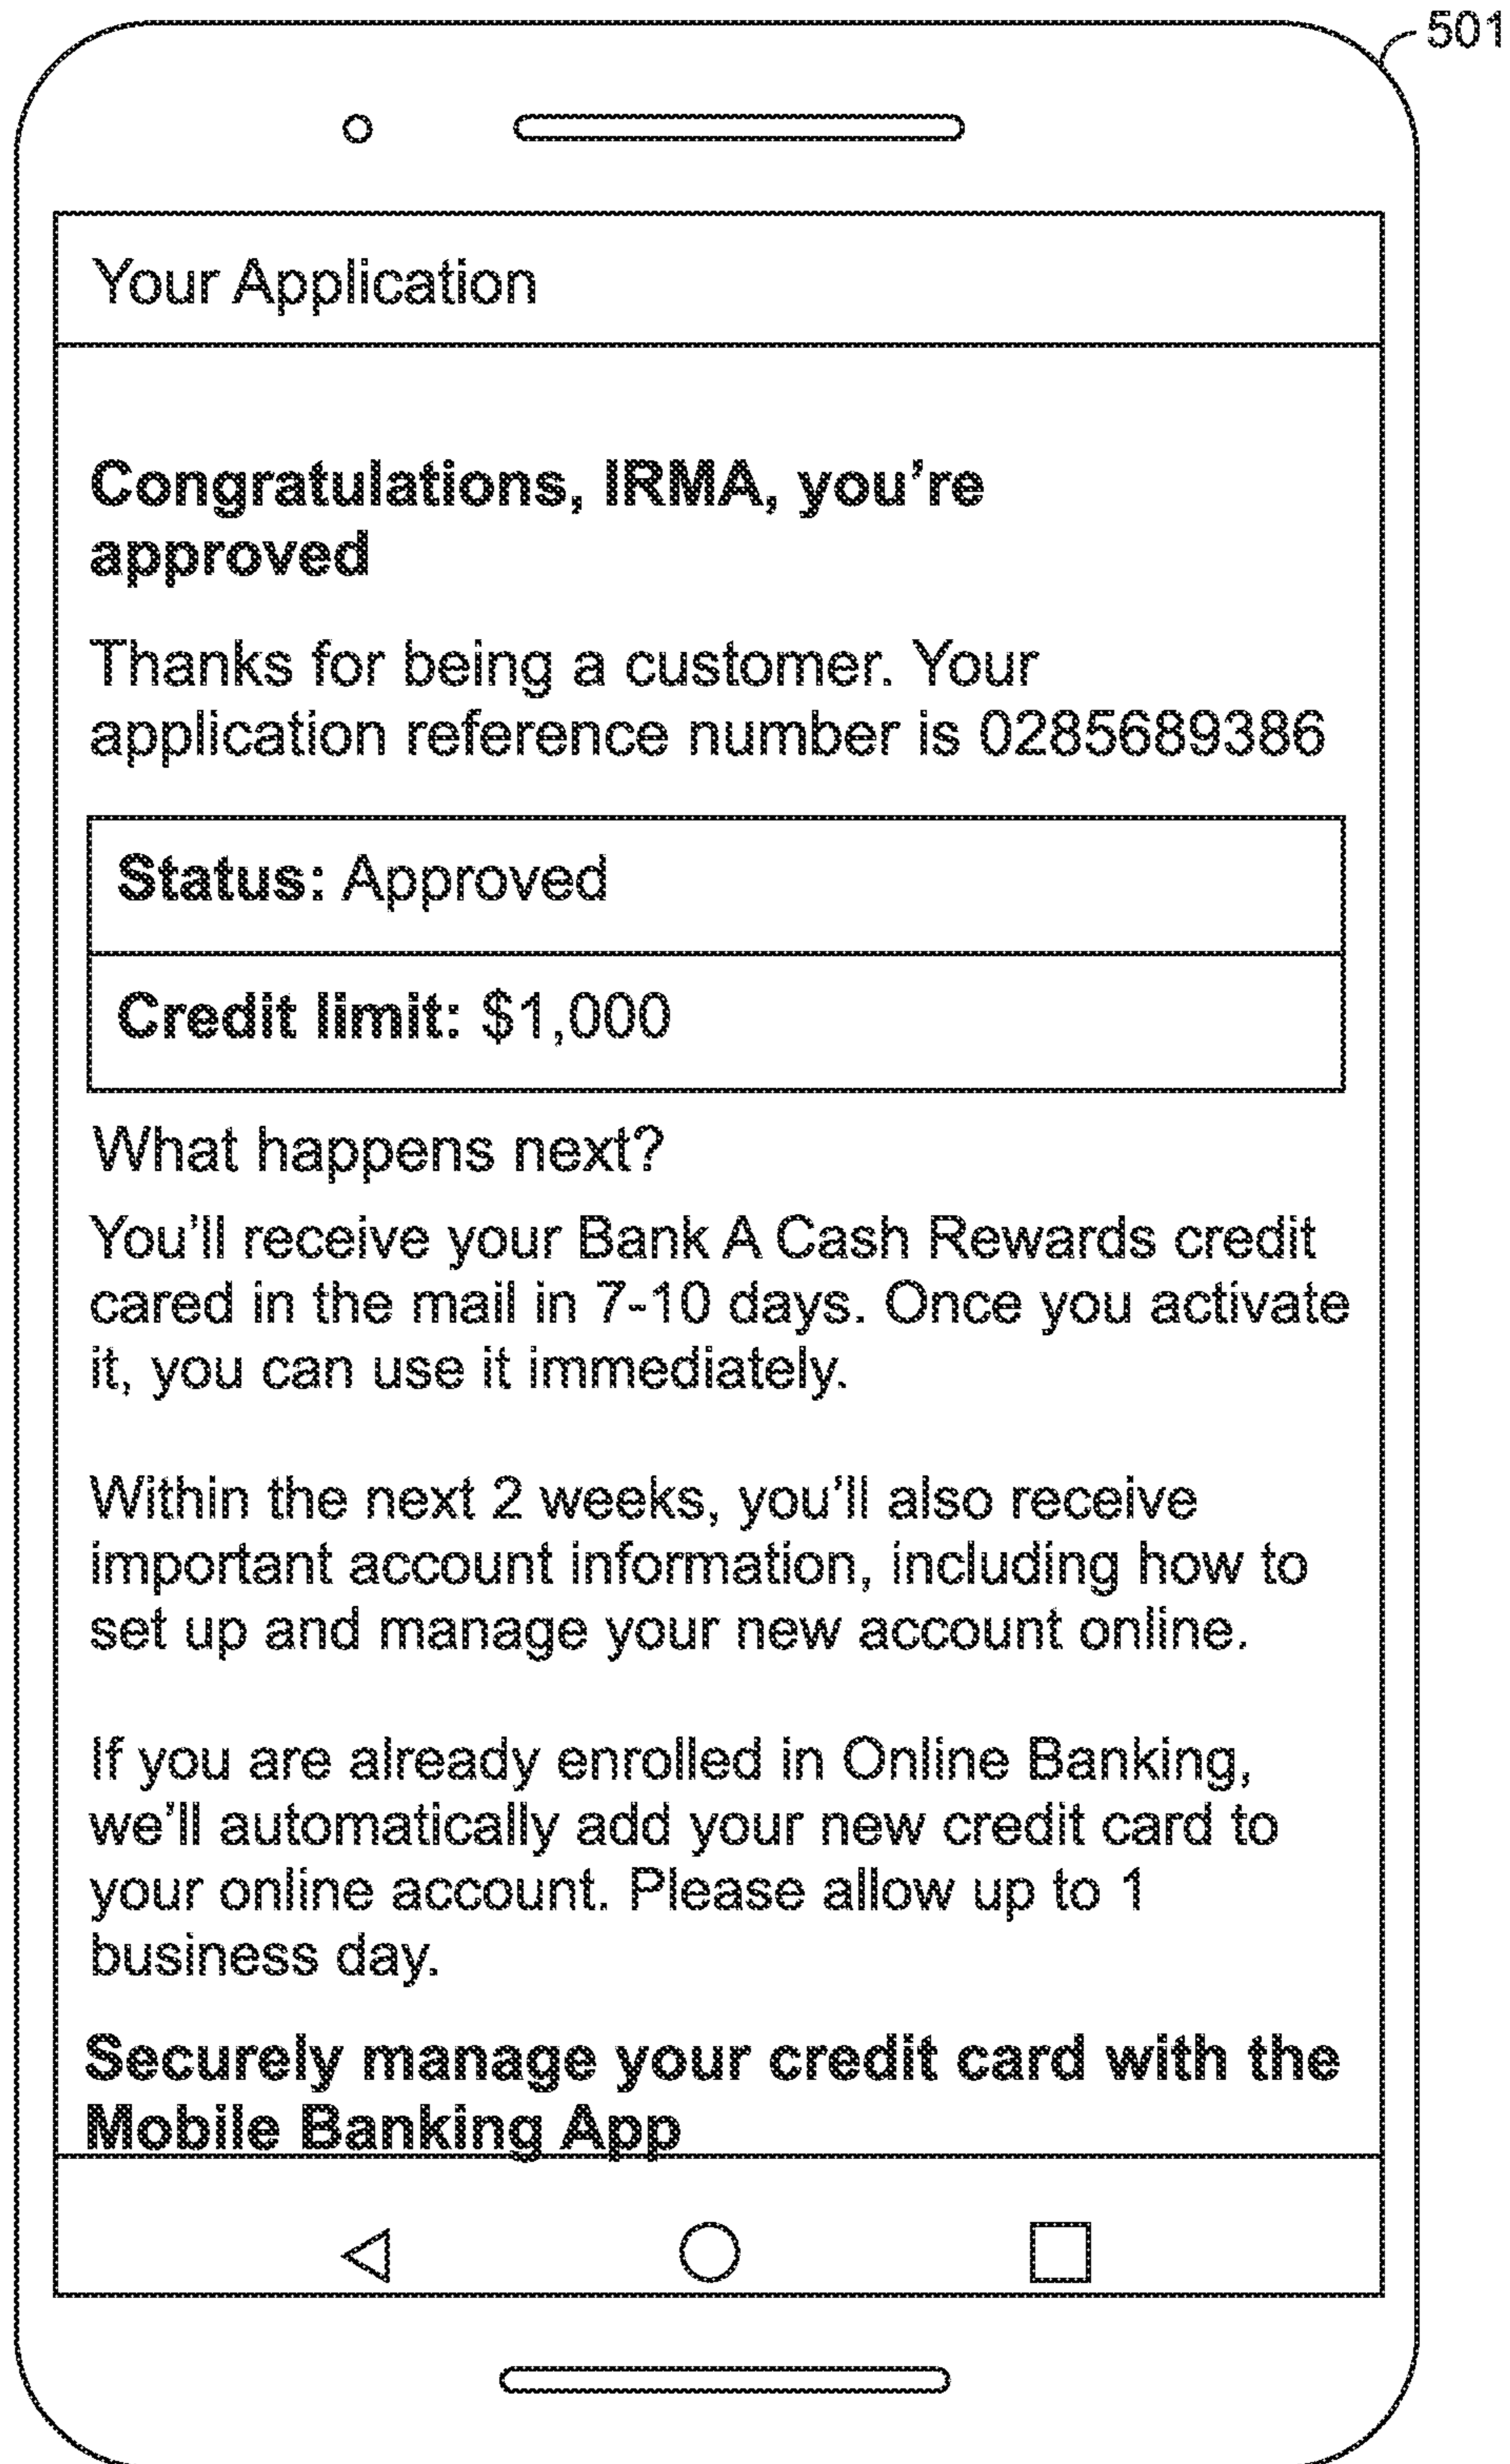 501
Your Application
Congratulations, IRMA, you're
approved
Thanks for being a customer. Your
application reference number is 0285689386
Status: Approved
Credit limit: $1,000
What happens next?
You'll receive your Bank A Cash Rewards credit
cared in the mail in 7-10 days. Once you activate
it, you can use it immediately.
Within the next 2 weeks, you'll also receive
important account information, including how to
set up and manage your new account online.
If you are already enrolled in Online Banking,
we'll automatically add your new credit card to
your online account. Please allow up to 1
business day.
Securely manage your credit card with the
Mobile Banking App